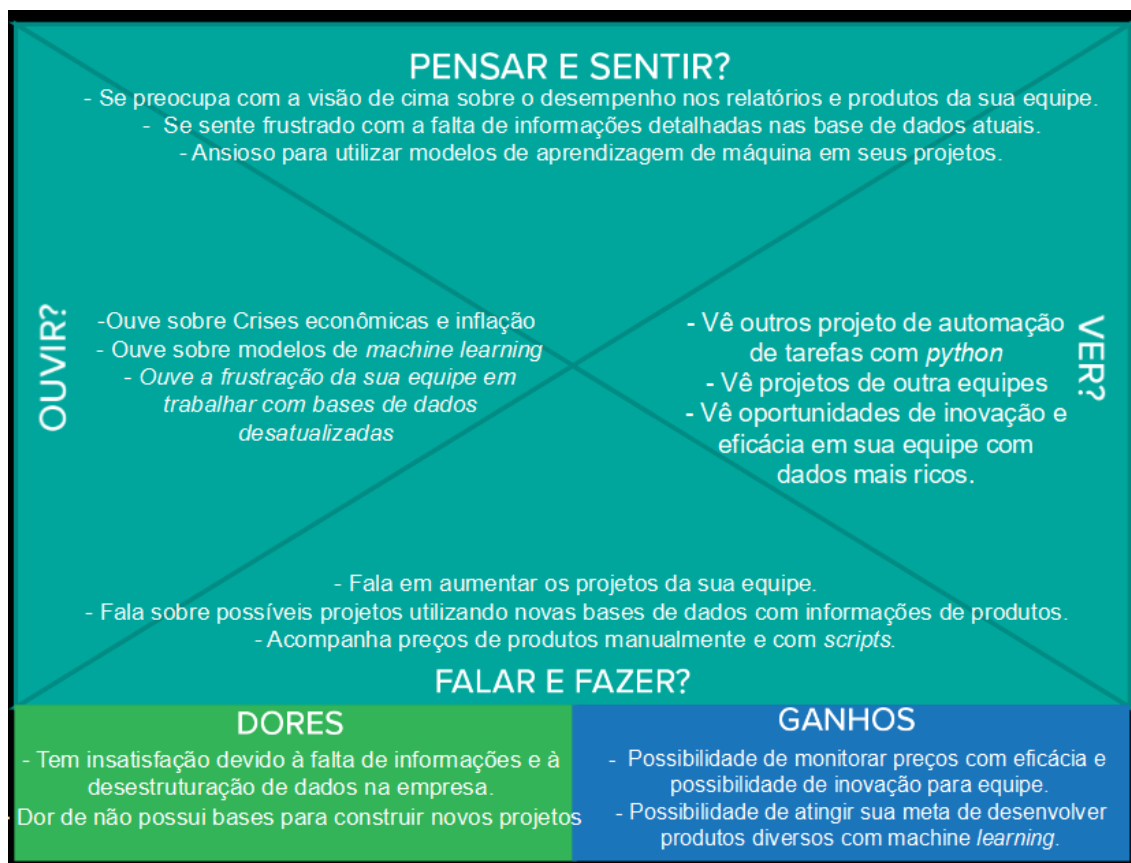 PENSAR E SENTIR?
- Se preocupa com a visão de cima sobre o desempenho nos relatórios e produtos da sua equipe.
- Se sente frustrado com a falta de informações detalhadas nas base de dados atuais.
- Ansioso para utilizar modelos de aprendizagem de máquina em seus projetos.
OUVIR?
-Ouve sobre Crises econômicas e inflação
- Ouve sobre modelos de machine learning
- Ouve a frustração da sua equipe em
trabalhar com bases de dados
desatualizadas
- Vê outros projeto de automação
de tarefas com python
- Vê projetos de outra equipes
- Vê oportunidades de inovação e
eficácia em sua equipe com
dados mais ricos.
VER?
- Fala em aumentar os projetos da sua equipe.
- Fala sobre possíveis projetos utilizando novas bases de dados com informações de produtos.
- Acompanha preços de produtos manualmente e com scripts.
FALAR E FAZER?
DORES
- Tem insatisfação devido à falta de informações e à
desestruturação de dados na empresa.
- Dor de não possui bases para construir novos projetos
GANHOS
- Possibilidade de monitorar preços com eficácia e
possibilidade de inovação para equipe.
- Possibilidade de atingir sua meta de desenvolver
produtos diversos com machine learning.